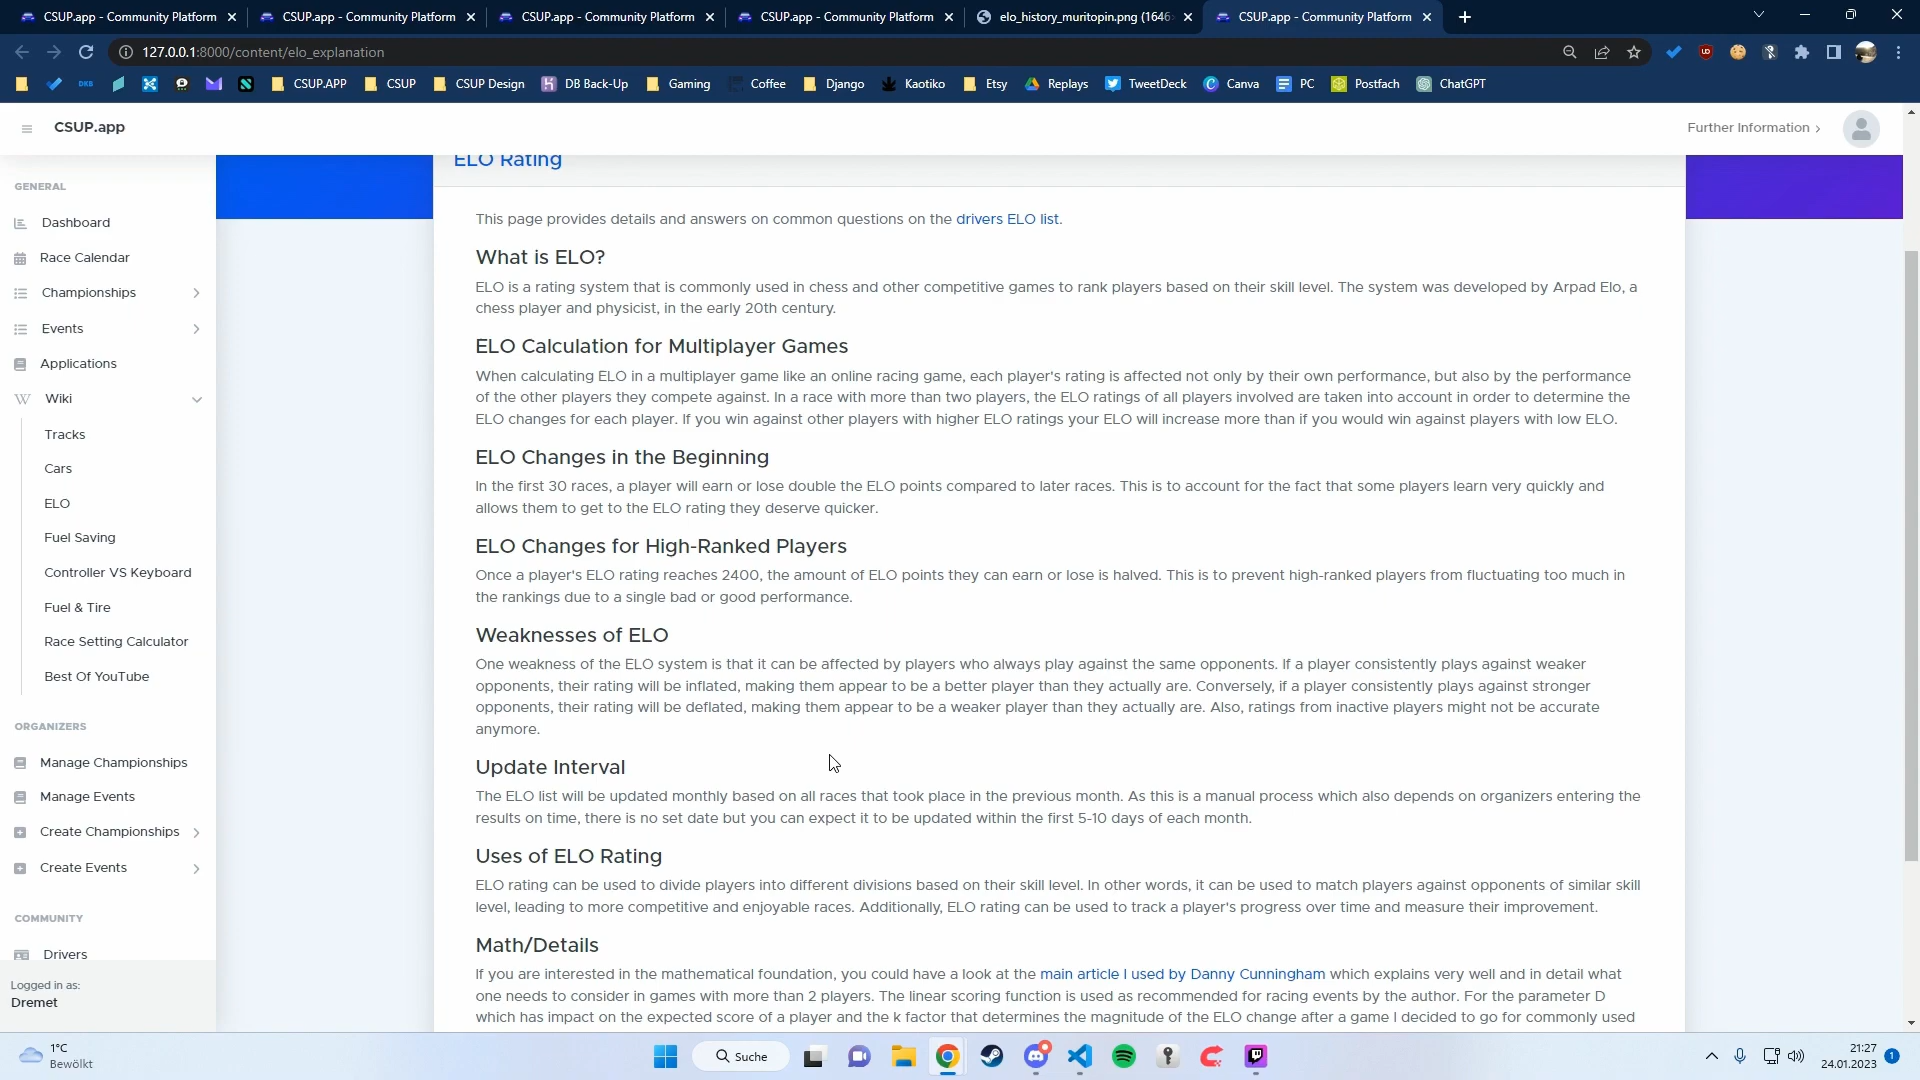 CSUP.app - Community Platform
CSUP.app - Community Platform
CSUP.app - Community Platform
CSUP.app - Community Platform
elo_history_muritopin.png (1646
CSUP.app - Community Platform
127.0.0.1:8000/content/elo_explanation
DKB
CSUP.APP
CSUP
CSUP Design
DB Back-Up
Gaming
Coffee
Django
Kaotiko
Etsy
Replays
TweetDeck
Canva
PC
Postfach
ChatGPT
CSUP.app
Further Information
GENERAL
Dashboard
Race Calendar
Championships
Events
Applications
Wiki
Tracks
Cars
ELO
Fuel Saving
Controller VS Keyboard
Fuel & Tire
Race Setting Calculator
Best Of YouTube
ORGANIZERS
Manage Championships
Manage Events
Create Championships
Create Events
COMMUNITY
Drivers
Logged in as:
Dremet
ELO Rating
This page provides details and answers on common questions on the drivers ELO list.
What is ELO?
ELO is a rating system that is commonly used in chess and other competitive games to rank players based on their skill level. The system was developed by Arpad Elo, a
chess player and physicist, in the early 20th century.
ELO Calculation for Multiplayer Games
When calculating ELO in a multiplayer game like an online racing game, each player's rating is affected not only by their own performance, but also by the performance
of the other players they compete against. In a race with more than two players, the ELO ratings of all players involved are taken into account in order to determine the
ELO changes for each player. If you win against other players with higher ELO ratings your ELO will increase more than if you would win against players with low ELO.
ELO Changes in the Beginning
In the first 30 races, a player will earn or lose double the ELO points compared to later races. This is to account for the fact that some players learn very quickly and
allows them to get to the ELO rating they deserve quicker.
ELO Changes for High-Ranked Players
Once a player's ELO rating reaches 2400, the amount of ELO points they can earn or lose is halved. This is to prevent high-ranked players from fluctuating too much in
the rankings due to a single bad or good performance.
Weaknesses of ELO
One weakness of the ELO system is that it can be affected by players who always play against the same opponents. If a player consistently plays against weaker
opponents, their rating will be inflated, making them appear to be a better player than they actually are. Conversely, if a player consistently plays against stronger
opponents, their rating will be deflated, making them appear to be a weaker player than they actually are. Also, ratings from inactive players might not be accurate
anymore.
Update Interval
The ELO list will be updated monthly based on all races that took place in the previous month. As this is a manual process which also depends on organizers entering the
results on time, there is no set date but you can expect it to be updated within the first 5-10 days of each month.
Uses of ELO Rating
ELO rating can be used to divide players into different divisions based on their skill level. In other words, it can be used to match players against opponents of similar skill
level, leading to more competitive and enjoyable races. Additionally, ELO rating can be used to track a player's progress over time and measure their improvement.
Math/Details
If you are interested in the mathematical foundation, you could have a look at the main article I used by Danny Cunningham which explains very well and in detail what
one needs to consider in games with more than 2 players. The linear scoring function is used as recommended for racing events by the author. For the parameter D
which has impact on the expected score of a player and the k factor that determines the magnitude of the ELO change after a game I decided to go for commonly used
1°C
Bewölkt
Suche
21:27
24.01.2023
1